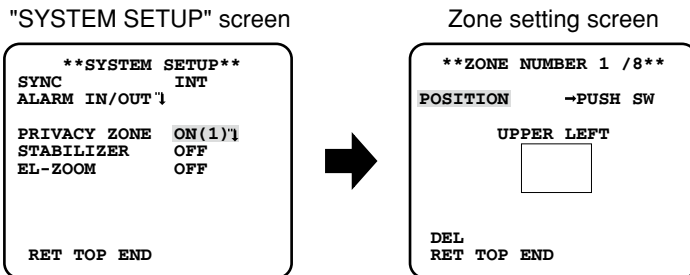 "SYSTEM SETUP" screen
**SYSTEM SETUP**
SYNC INT
ALARM IN/OUT
PRIVACY ZONE ON(1)
STABILIZER OFF
EL-ZOOM OFF
RET TOP END
Zone setting screen
**ZONE NUMBER 1 /8**
POSITION →PUSH SW
UPPER LEFT
DEL
RET TOP END